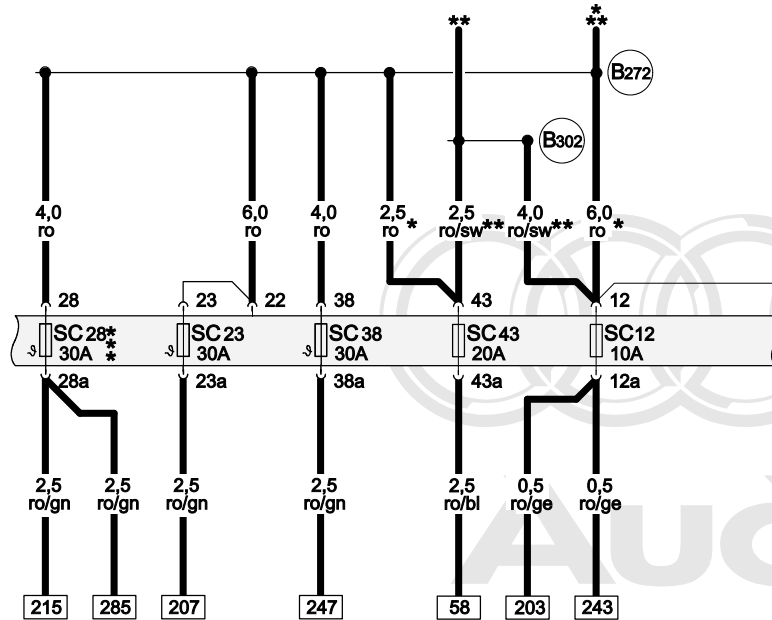 ** *
**
B272
B302
4,0 6,0 4,0 2,5 2,5 4,0 6,0
ro ro ro ro * ro/sw** ro/sw** ro *
28 23 22 38 43 12
SC28* SC23 SC38 SC43 SC12
*
30A * 30A 30A 20A 10A
28a 23a 38a 43a 12a
2,5 2,5 2,5 2,5 2,5 0,5 0,5
ro/gn ro/gn ro/gn ro/gn ro/bl ro/ge ro/ge
215 285 207 247 58 203 243